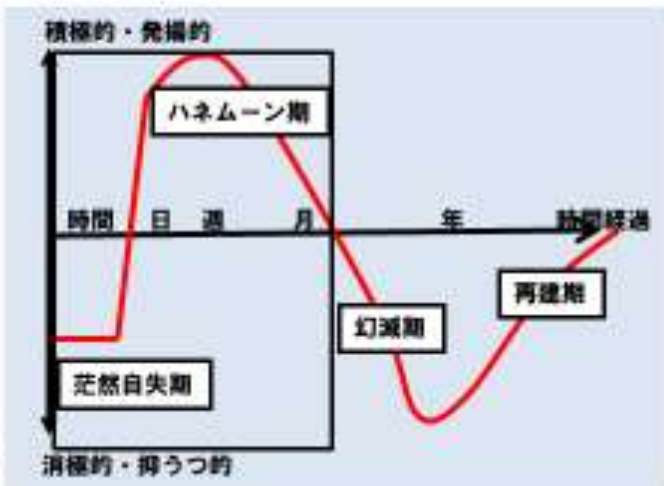 積極的・発揚的
ハネムーン期
時間 日 週 月 年 時間経過
再建期
幻滅期
茫然自失期
消極的・抑うつ的